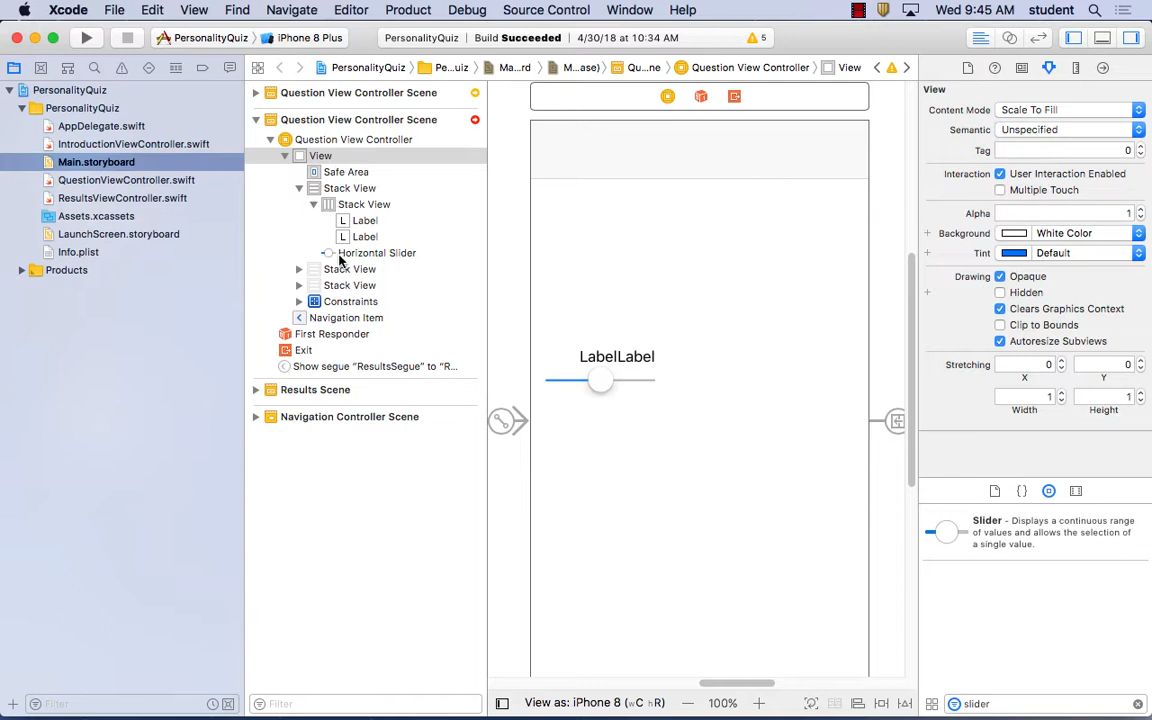 Xcode File Edit View Find Navigate Editor Product Debug Source Control Window Help Wed 9:45 AM student
PersonalityQuiz iPhone 8 Plus PersonalityQuiz Build Succeeded 4/30/18 at 10:34 AM 5
PersonalityQuiz Pe...uiz Ma...rd M...ase) Qu...ne Question View Controller View
PersonalityQuiz
PersonalityQuiz
AppDelegate.swift
IntroductionViewController.swift
Main.storyboard
QuestionViewController.swift
ResultsViewController.swift
Assets.xcassets
LaunchScreen.storyboard
Info.plist
Products
Filter
Question View Controller Scene
Question View Controller Scene
Question View Controller
View
Safe Area
Stack View
Stack View
L Label
L Label
Horizontal Slider
Stack View
Stack View
Constraints
Navigation Item
First Responder
Exit
Show segue “ResultsSegue” to “R...
Results Scene
Navigation Controller Scene
Filter
LabelLabel
View as: iPhone 8 (wC hR) 100%
View
Content Mode Scale To Fill
Semantic Unspecified
Tag 0
Interaction User Interaction Enabled
Multiple Touch
Alpha 1
Background White Color
Tint Default
Drawing Opaque
Hidden
Clears Graphics Context
Clip to Bounds
Autoresize Subviews
Stretching 0 0
X Y
1 1
Width Height
Slider - Displays a continuous range
of values and allows the selection of
a single value.
slider